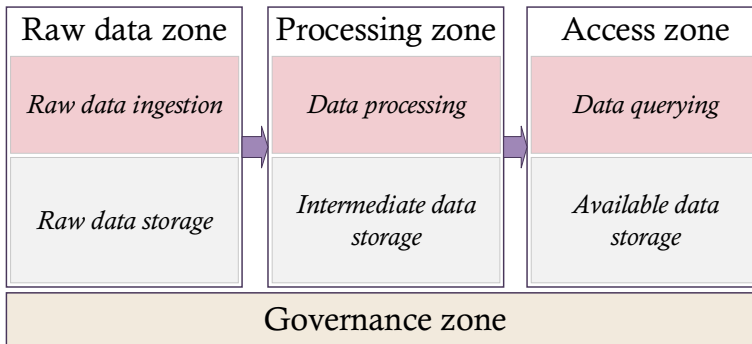 Raw data zone
Raw data ingestion
Raw data storage
Processing zone
Data processing
Intermediate data
storage
Access zone
Data querying
Available data
storage
Governance zone